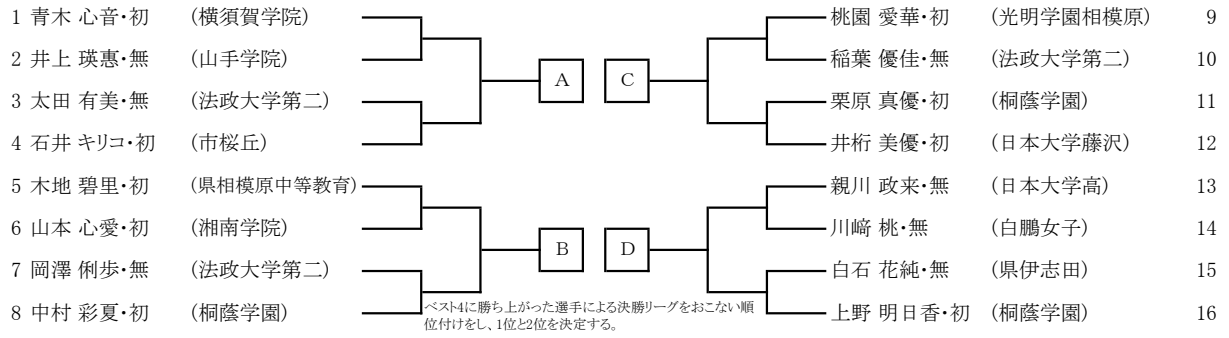 1 青木 心音・初 (横須賀学院)
2 井上 瑛惠・無 (山手学院)
3 太田 有美・無 (法政大学第二)
4 石井 キリコ・初 (市桜丘)
5 木地 碧里・初 (県相模原中等教育)
6 山本 心愛・初 (湘南学院)
7 岡澤 俐歩・無 (法政大学第二)
8 中村 彩夏・初 (桐蔭学園)
A
B
C
D
ベスト4に勝ち上がった選手による決勝リーグをおこない順
位付けをし、1位と2位を決定する。
桃園 愛華・初 (光明学園相模原) 9
稲葉 優佳・無 (法政大学第二) 10
栗原 真優・初 (桐蔭学園) 11
井桁 美優・初 (日本大学藤沢) 12
親川 政来・無 (日本大学高) 13
川﨑 桃・無 (白鵬女子) 14
白石 花純・無 (県伊志田) 15
上野 明日香・初 (桐蔭学園) 16